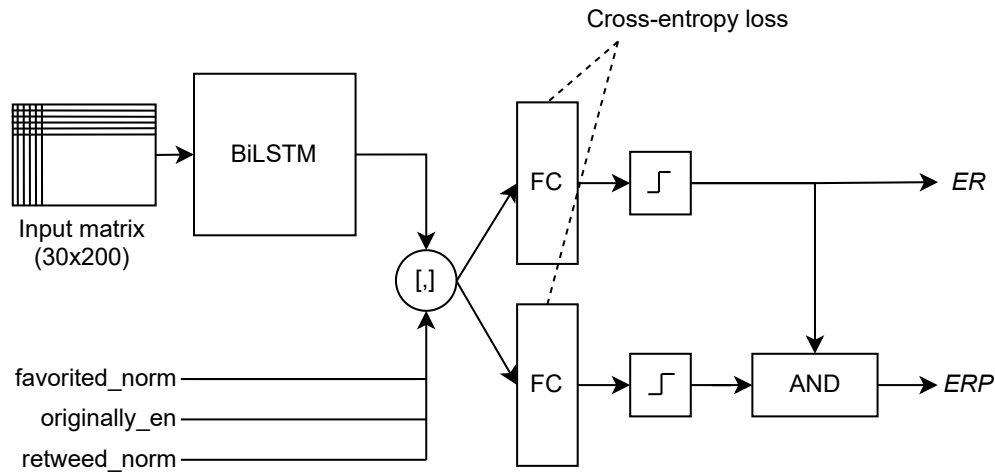 Cross-entropy loss
BiLSTM
FC
ER
Input matrix
(30x200)
[,]
favorited_norm
FC
AND
ERP
originally_en
retweed_norm